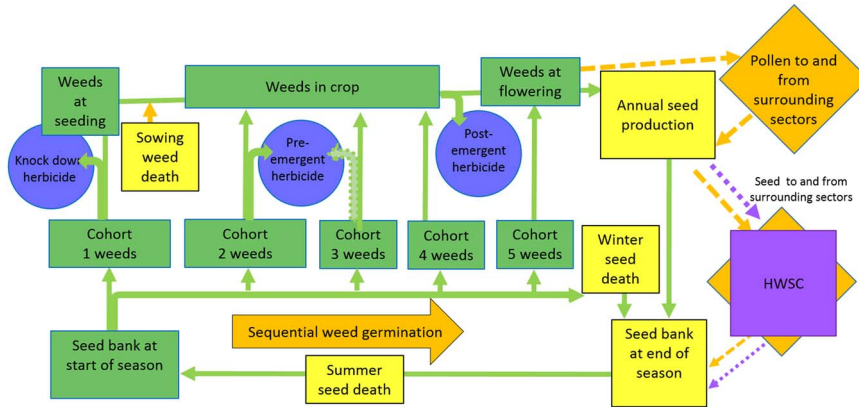 Weeds
at
seeding
Weeds in crop
Weeds at
flowering
Pollen to and
from
surrounding
sectors
Annual seed
production
Sowing
weed
death
Knock down
herbicide
Pre-
emergent
herbicide
Post-
emergent
herbicide
Seed to and from
surrounding sectors
Cohort
1 weeds
Cohort
2 weeds
Cohort
3 weeds
Cohort
4 weeds
Cohort
5 weeds
Winter
seed
death
HWSC
Sequential weed germination
Seed bank at
start of season
Summer
seed death
Seed bank
at end of
season